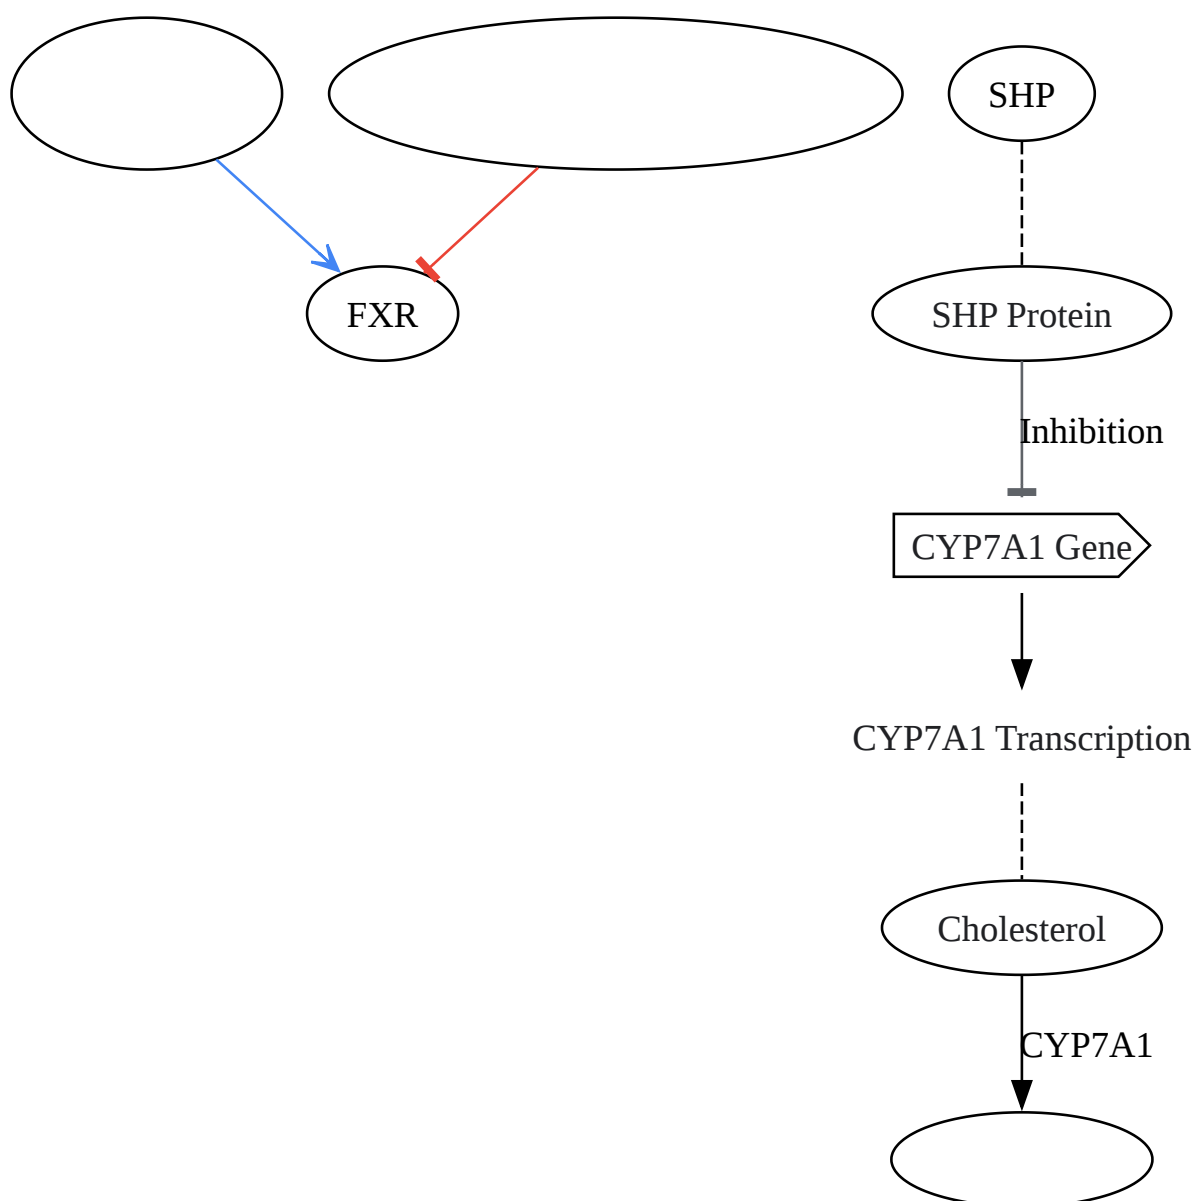 SHP
FXR
SHP Protein
Inhibition
CYP7A1 Gene
CYP7A1 Transcription
Cholesterol
CYP7A1